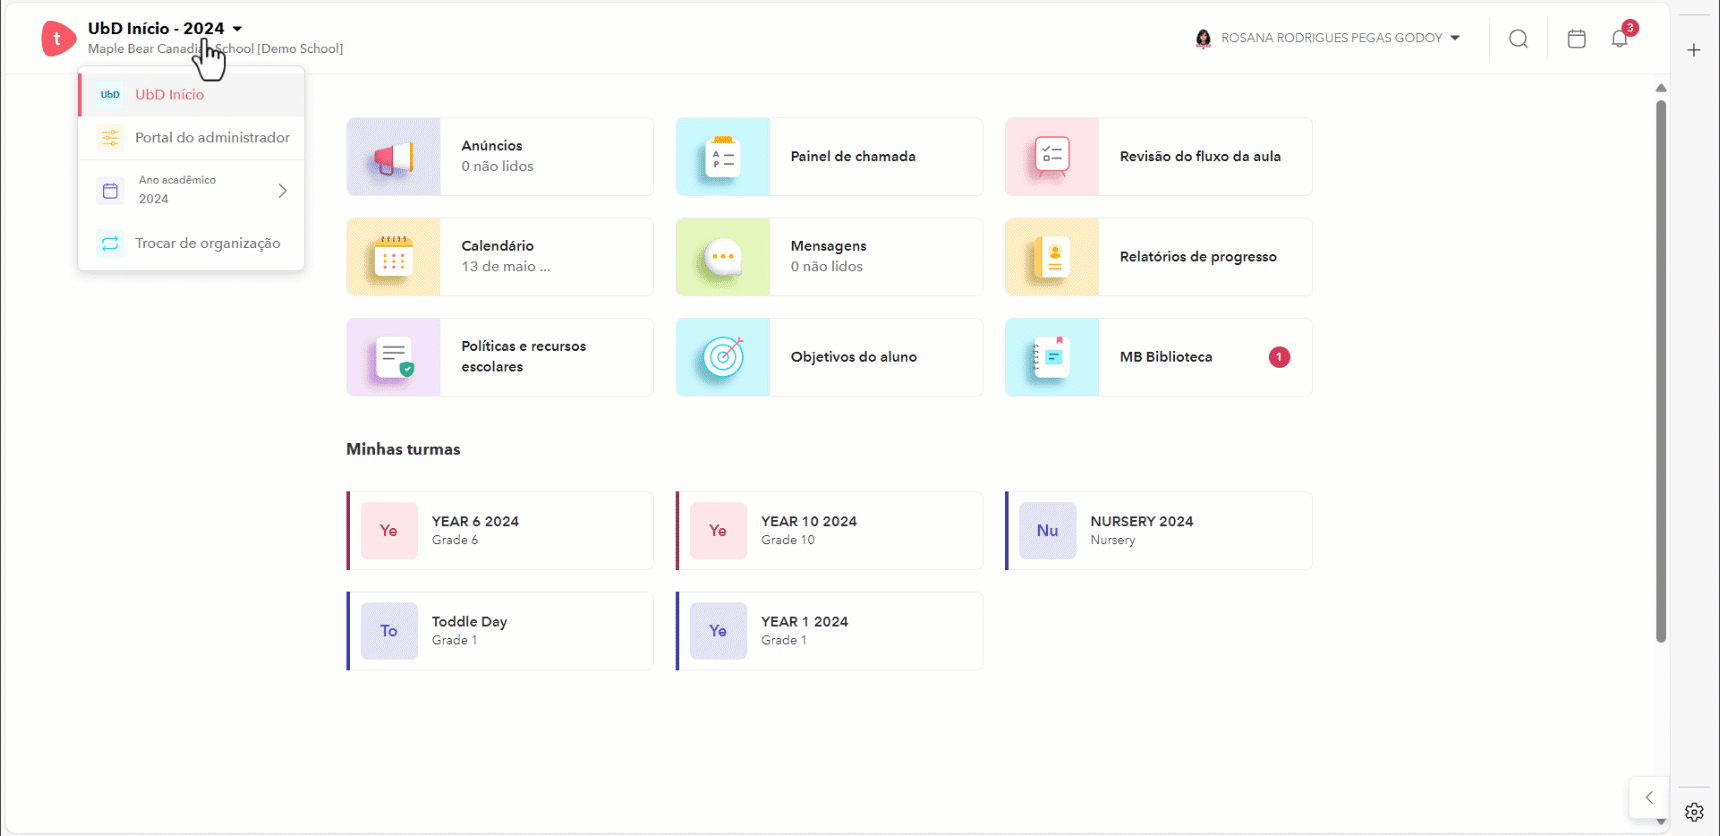 t
UbD Início - 2024
Maple Bear Canadian School [Demo School]
ROSANA RODRIGUES PEGAS GODOY
3
UbD UbD Início
Portal do administrador
Ano acadêmico
2024
Trocar de organização
Anúncios
0 não lidos
A
P
Painel de chamada
Revisão do fluxo da aula
Calendário
13 de maio ...
Mensagens
0 não lidos
Relatórios de progresso
Políticas e recursos
escolares
Objetivos do aluno
MB Biblioteca
1
Minhas turmas
Ye
YEAR 6 2024
Grade 6
Ye
YEAR 10 2024
Grade 10
Nu
NURSERY 2024
Nursery
To
Toddle Day
Grade 1
Ye
YEAR 1 2024
Grade 1